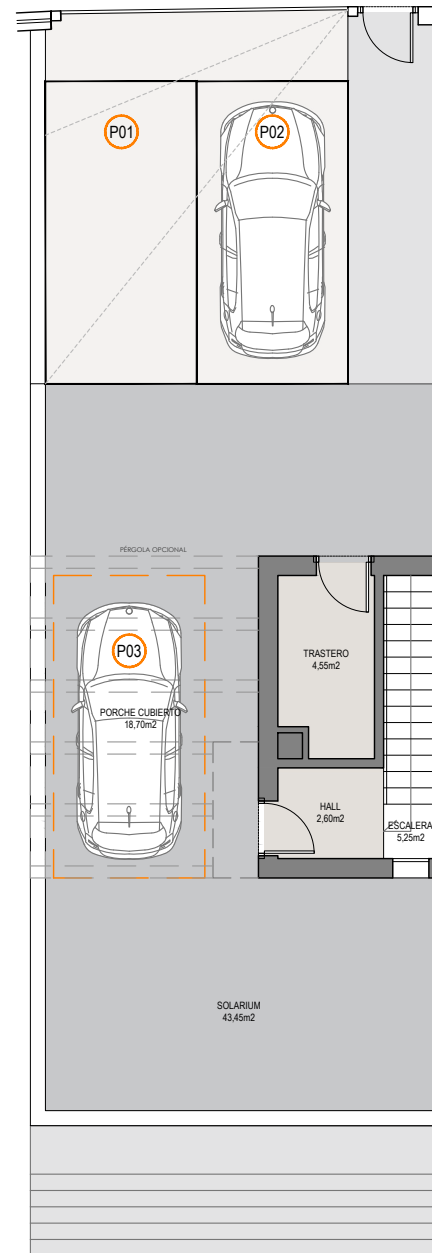 P01
P02
PÉRGOLA OPCIONAL
P03
TRASTERO
4,55m2
PORCHE CUBIERTO
18,70m2
HALL
2,60m2
ESCALERA
5,25m2
SOLARIUM
43,45m2